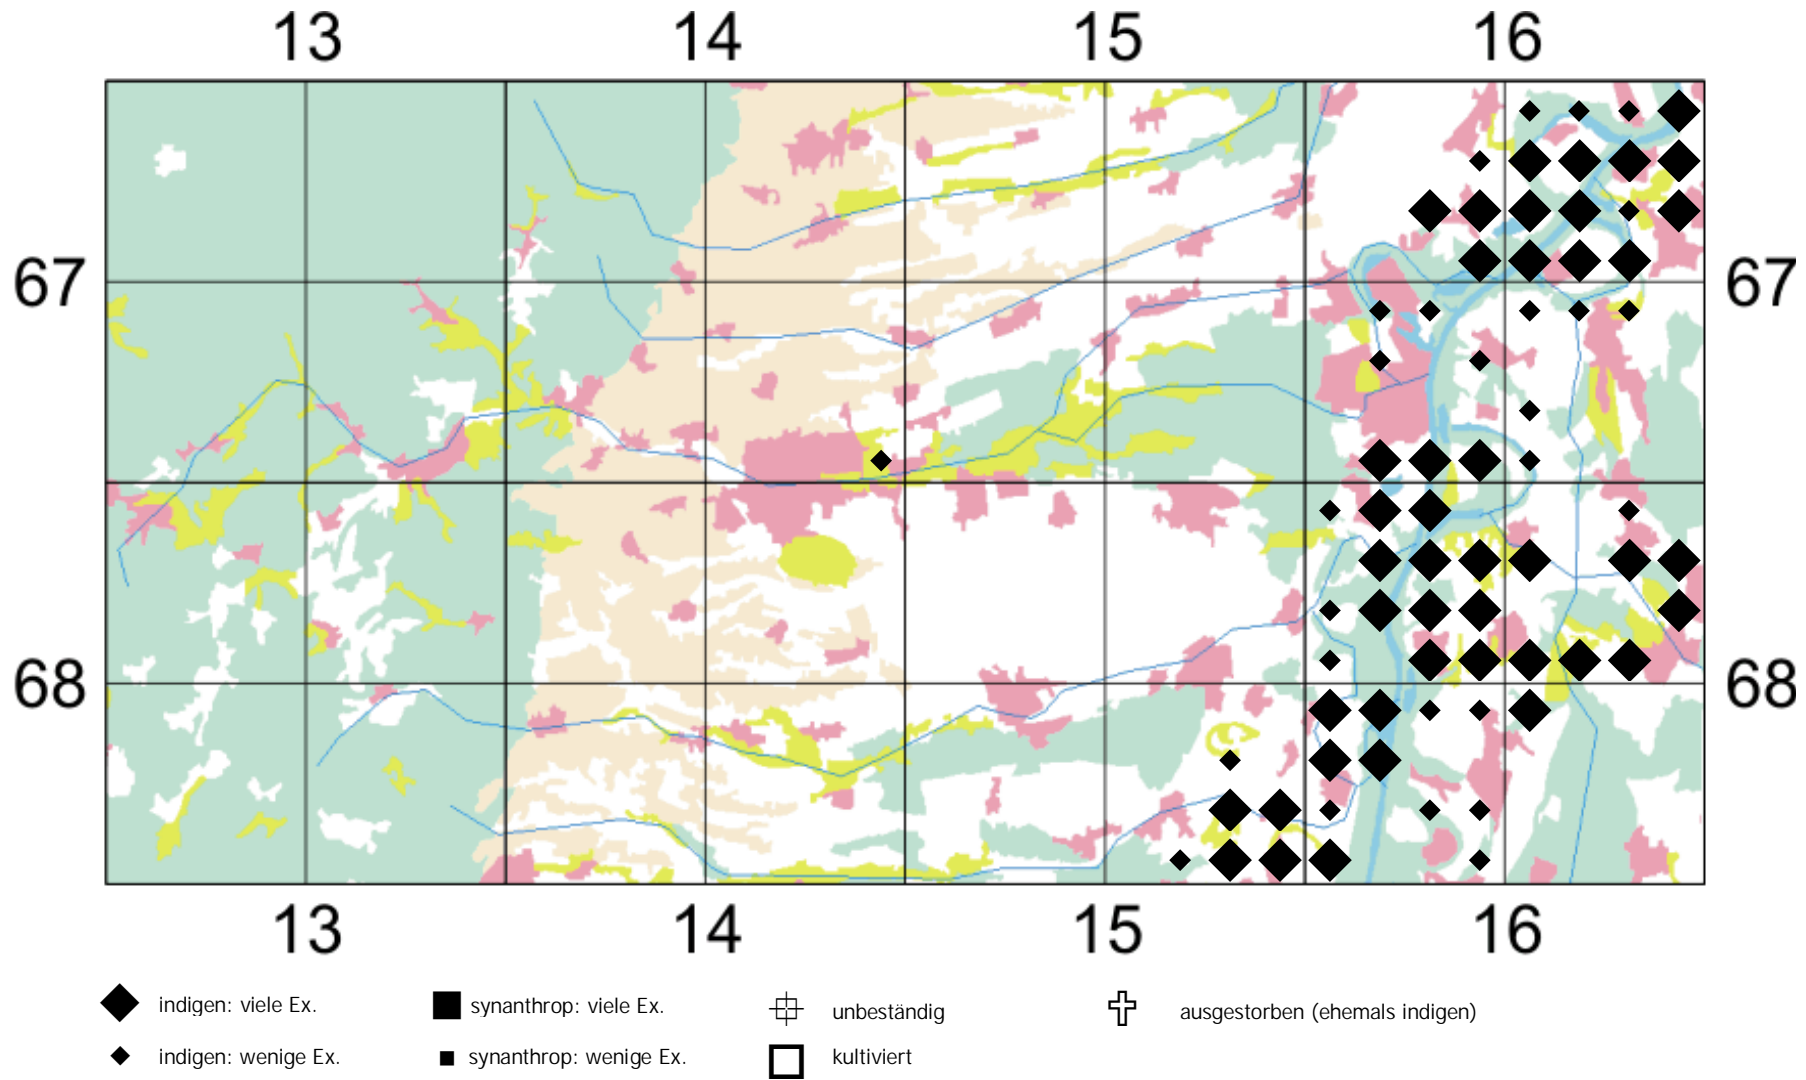 13 14 15 16
67 67
68 68
13 14 15 16
indigen: viele Ex. synanthrop: viele Ex. unbeständig ausgestorben (ehemals indigen)
indigen: wenige Ex. synanthrop: wenige Ex. kultiviert